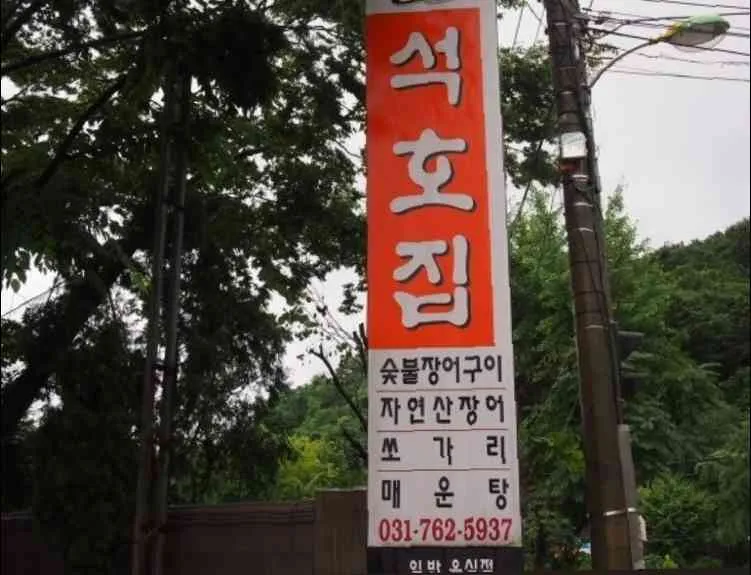 석호집
숯불장어구이
자연산장어
쏘가리
매운탕
031-762-5937